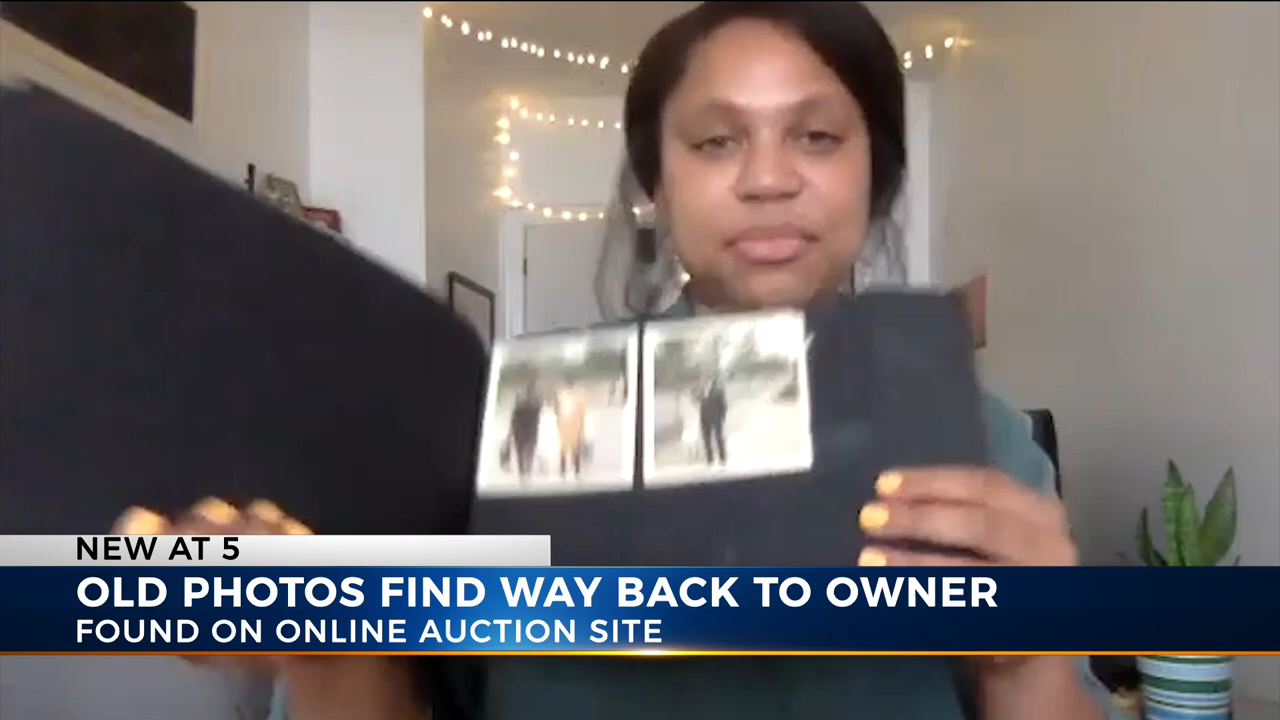 NEW AT 5
OLD PHOTOS FIND WAY BACK TO OWNER
FOUND ON ONLINE AUCTION SITE